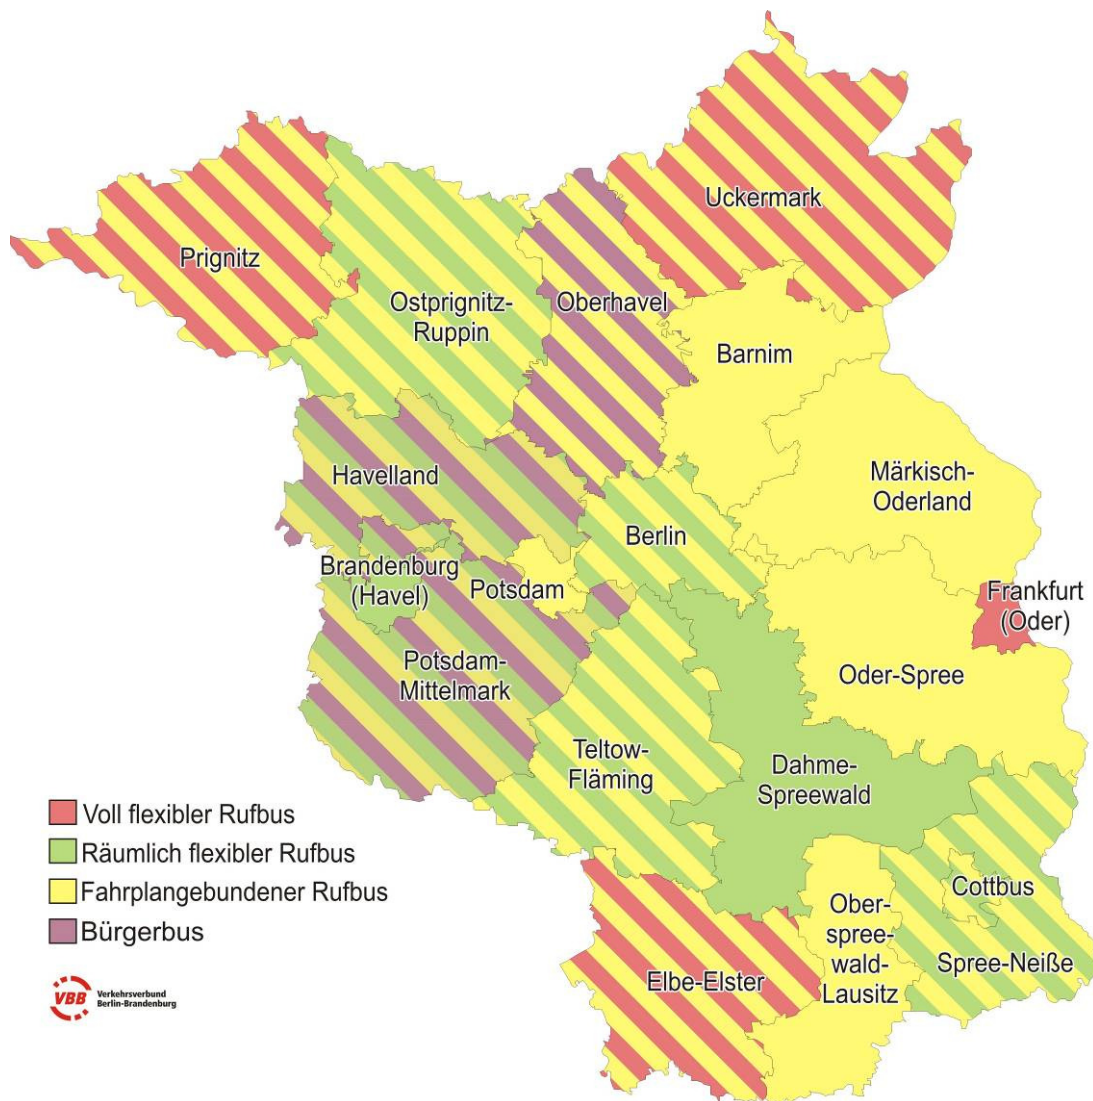 Uckermark
Prignitz
Ostprignitz-
Ruppin
Oberhavel
Barnim
Havelland
Märkisch-
Oderland
Berlin
Brandenburg
(Havel)
Potsdam
Frankfurt
(Oder)
Potsdam-
Mittelmark
Oder-Spree
Teltow-
Fläming
Dahme-
Spreewald
Cottbus
Ober-
spree-
wald-
Lausitz
Spree-Neiße
Elbe-Elster
Voll flexibler Rufbus
Räumlich flexibler Rufbus
Fahrplangebundener Rufbus
Bürgerbus
VBB
Verkehrsverbund
Berlin-Brandenburg